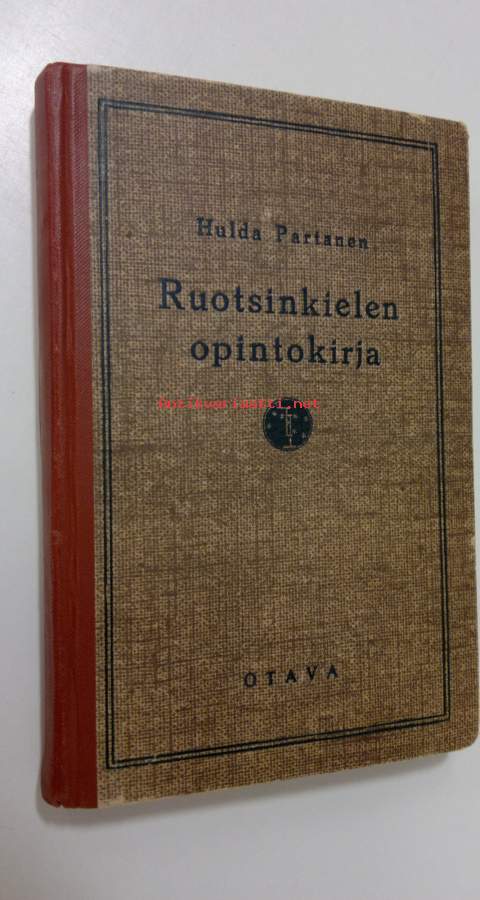 Hulda Partanen
Ruotsinkielen
opintokirja
antikvariaatti.net
OTAVA